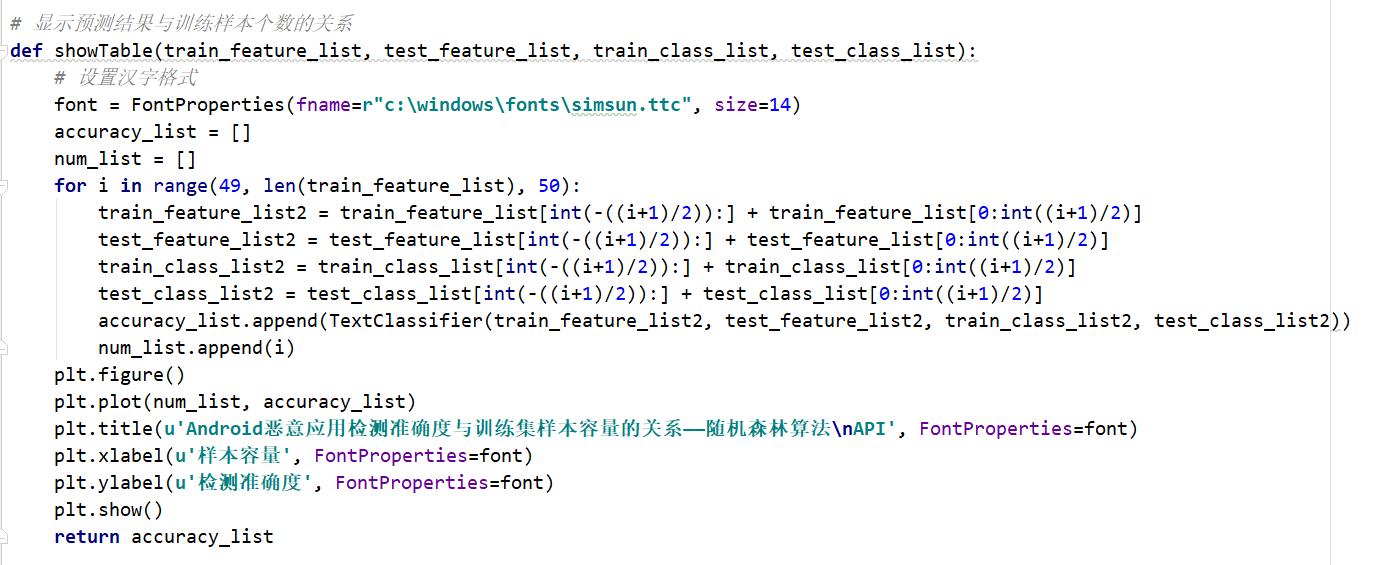 # 显示预测结果与训练样本个数的关系
def showTable(train_feature_list, test_feature_list, train_class_list, test_class_list):
    # 设置汉字格式
    font = FontProperties(fname=r"c:\windows\fonts\simsun.ttc", size=14)
    accuracy_list = []
    num_list = []
    for i in range(49, len(train_feature_list), 50):
        train_feature_list2 = train_feature_list[int(-((i+1)/2)):] + train_feature_list[0:int((i+1)/2)]
        test_feature_list2 = test_feature_list[int(-((i+1)/2)):] + test_feature_list[0:int((i+1)/2)]
        train_class_list2 = train_class_list[int(-((i+1)/2)):] + train_class_list[0:int((i+1)/2)]
        test_class_list2 = test_class_list[int(-((i+1)/2)):] + test_class_list[0:int((i+1)/2)]
        accuracy_list.append(TextClassifier(train_feature_list2, test_feature_list2, train_class_list2, test_class_list2))
        num_list.append(i)
    plt.figure()
    plt.plot(num_list, accuracy_list)
    plt.title(u'Android恶意应用检测准确度与训练集样本容量的关系——随机森林算法\nAPI', FontProperties=font)
    plt.xlabel(u'样本容量', FontProperties=font)
    plt.ylabel(u'检测准确度', FontProperties=font)
    plt.show()
    return accuracy_list